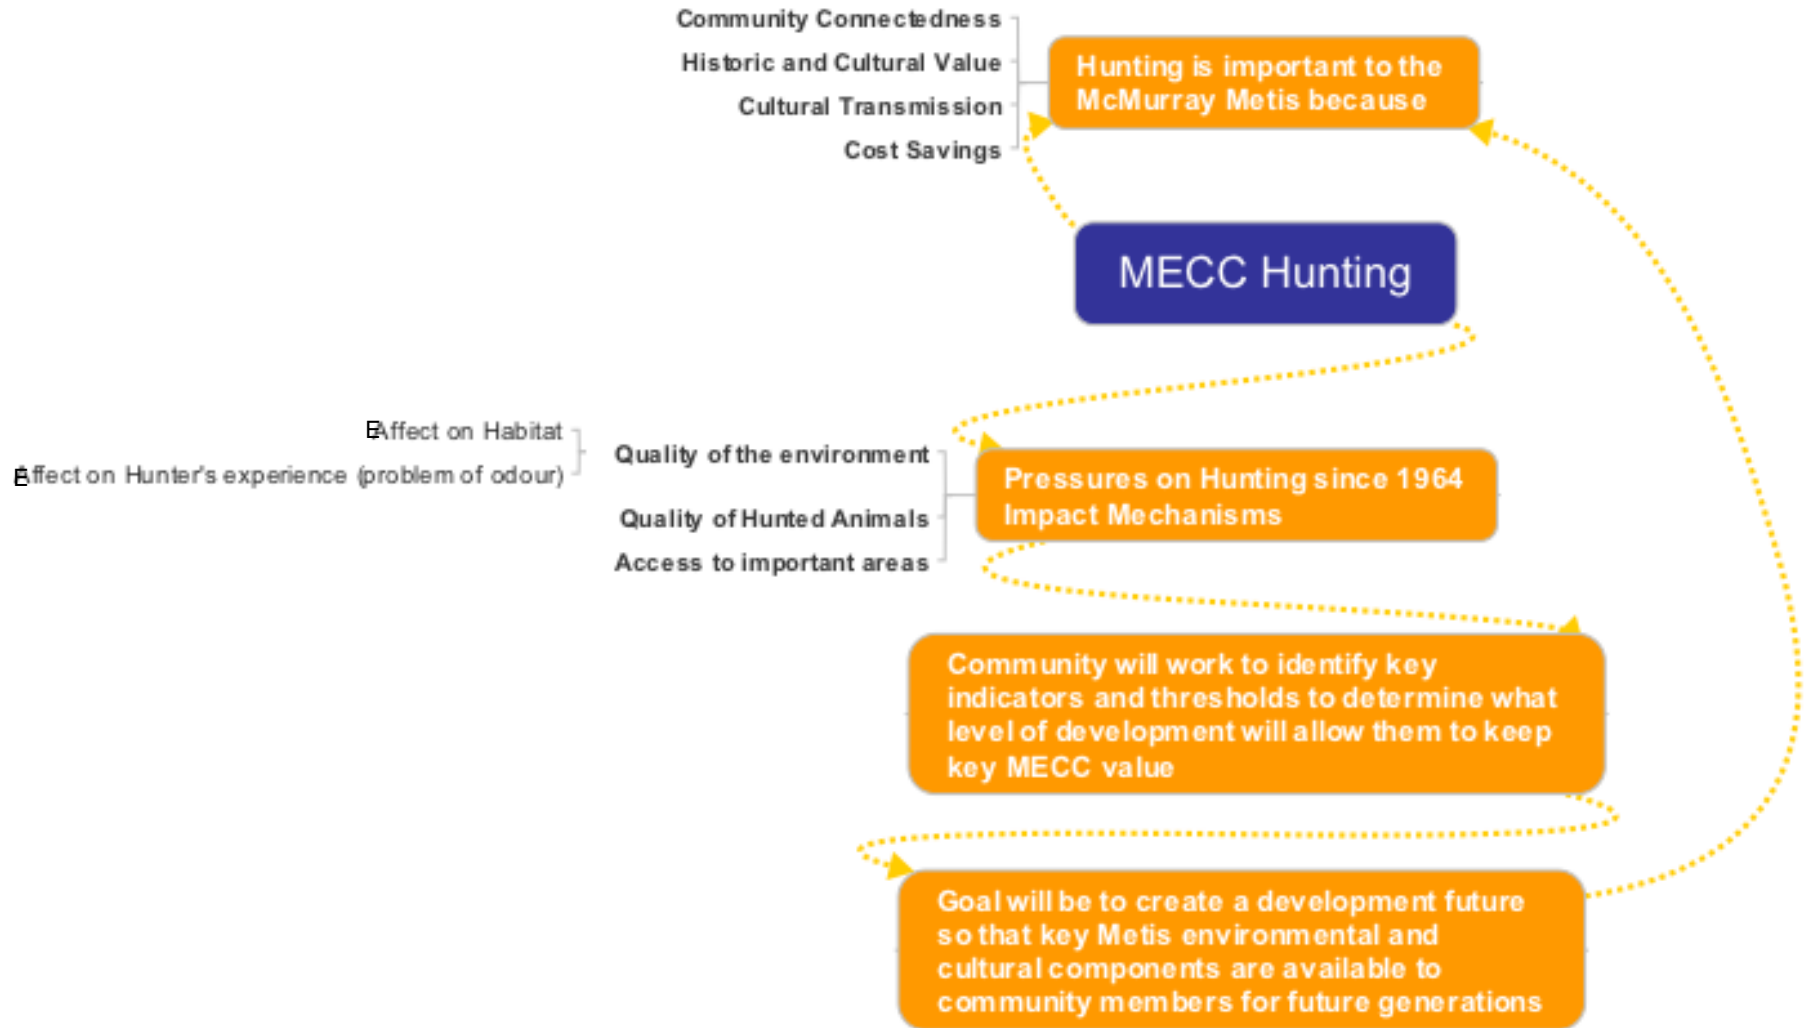 Community Connectedness
Historic and Cultural Value
Cultural Transmission
Cost Savings
Hunting is important to the
McMurray Metis because
MECC Hunting
Affect on Habitat
Affect on Hunter's experience (problem of odour)
E
E
Quality of the environment
Quality of Hunted Animals
Access to important areas
Pressures on Hunting since 1964
Impact Mechanisms
Community will work to identify key
indicators and thresholds to determine what
level of development will allow them to keep
key MECC value
Goal will be to create a development future
so that key Metis environmental and
cultural components are available to
community members for future generations